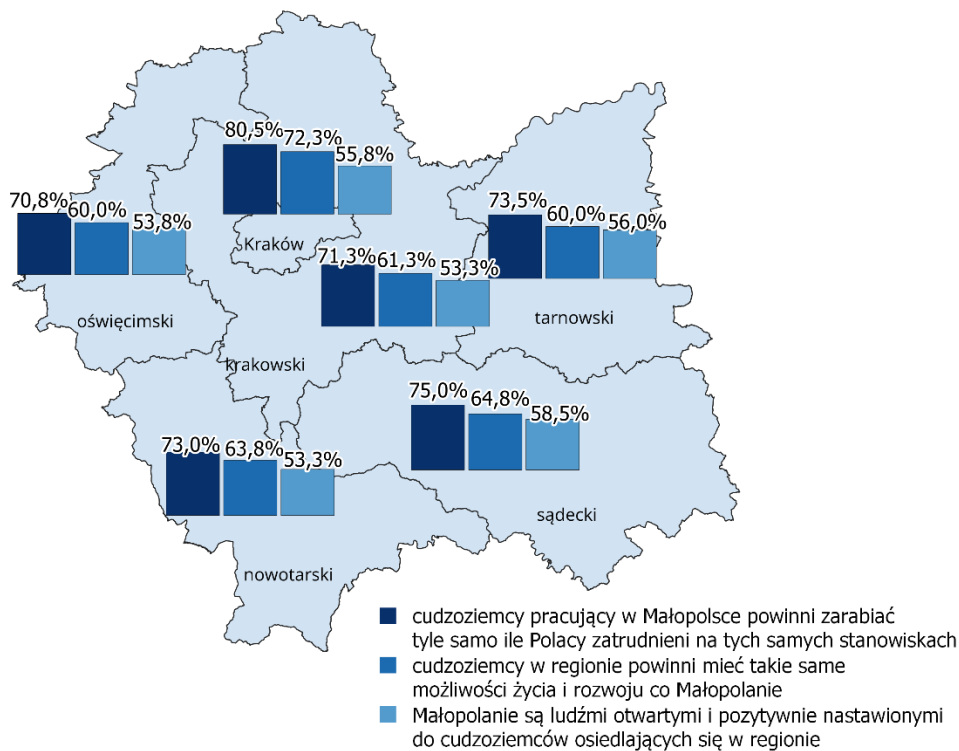 80,5%
72,3%
55,8%
Kraków
70,8%
60,0%
53,8%
oświęcimski
73,5%
60,0%
56,0%
tarnowski
71,3%
61,3%
53,3%
krakowski
75,0%
64,8%
58,5%
sądecki
73,0%
63,8%
53,3%
nowotarski
cudzoziemcy pracujący w Małopolsce powinni zarabiać
tyle samo ile Polacy zatrudnieni na tych samych stanowiskach
cudzoziemcy w regionie powinni mieć takie same
możliwości życia i rozwoju co Małopolanie
Małopolanie są ludźmi otwartymi i pozytywnie nastawionymi
do cudzoziemców osiedlających się w regionie